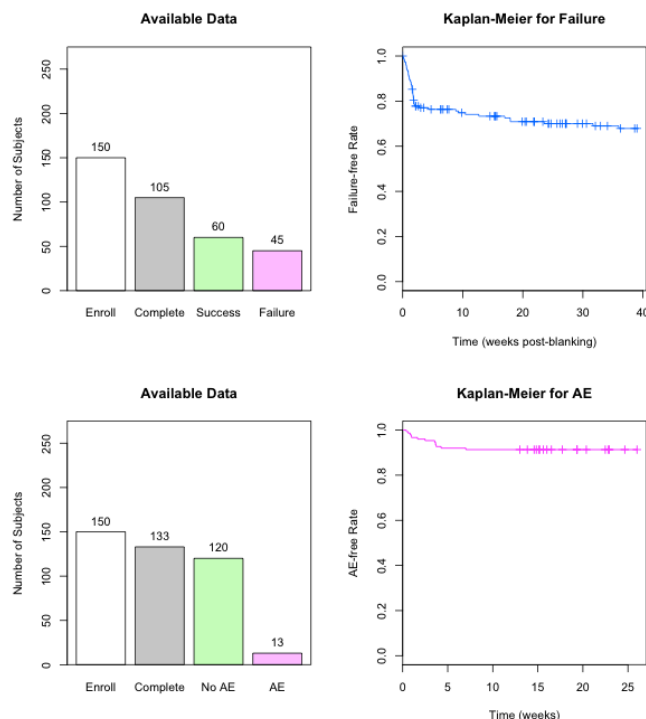 Available Data
Number of Subjects
0
50
100
150
200
250
150
105
60
45
Enroll
Complete
Success
Failure
Kaplan-Meier for Failure
Failure-free Rate
0.0
0.2
0.4
0.6
0.8
1.0
0
10
20
30
40
Time (weeks post-blanking)
Available Data
Number of Subjects
0
50
100
150
200
250
150
133
120
13
Enroll
Complete
No AE
AE
Kaplan-Meier for AE
AE-free Rate
0.0
0.2
0.4
0.6
0.8
1.0
0
5
10
15
20
25
Time (weeks)